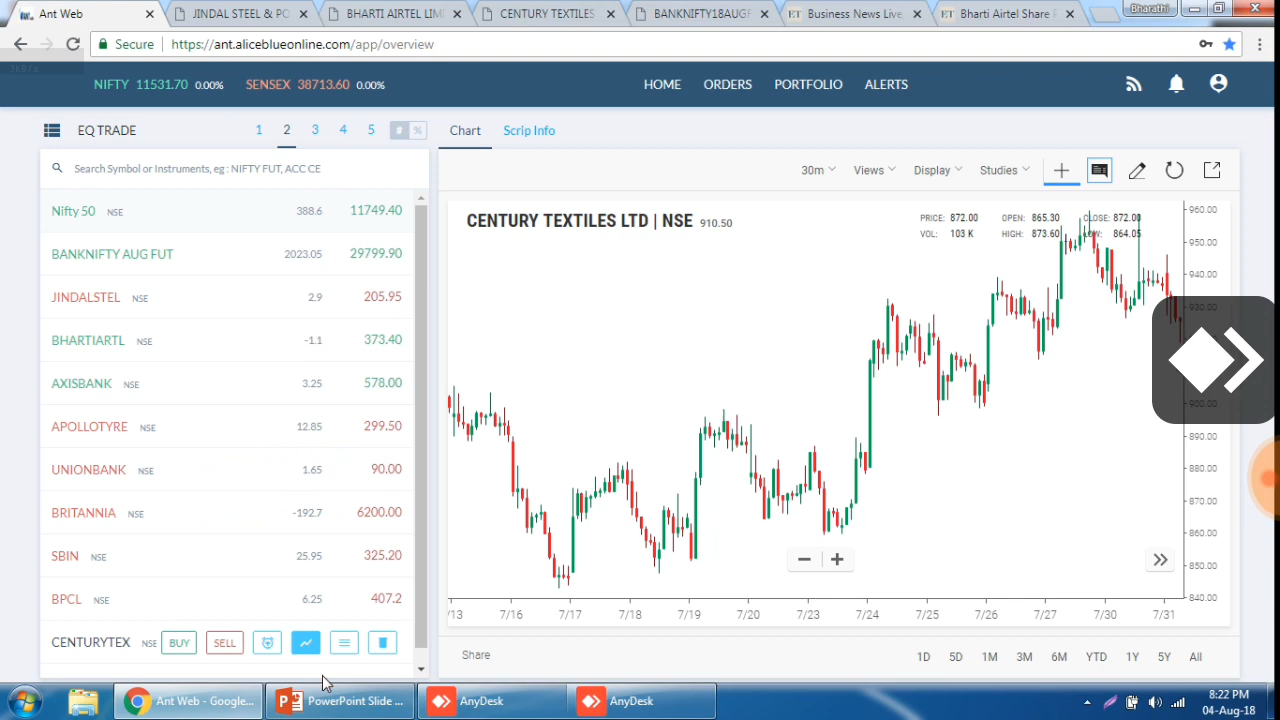 Ant Web
JINDAL STEEL & PO
BHARTI AIRTEL LIM
CENTURY TEXTILES
BANKNIFTY18AUGF
Business News Live
Bharti Airtel Share P
Bharathi
Secure
https://ant.aliceblueonline.com/app/overview
NIFTY 11531.70 0.00% SENSEX 38713.60 0.00%
HOME ORDERS PORTFOLIO ALERTS
EQ TRADE 1 2 3 4 5 # %
Chart Scrip Info
Search Symbol or Instruments, eg : NIFTY FUT, ACC CE
30m Views Display Studies
Nifty 50 NSE 388.6 11749.40
BANKNIFTY AUG FUT 2023.05 29799.90
JINDALSTEL NSE 2.9 205.95
BHARTIARTL NSE -1.1 373.40
AXISBANK NSE 3.25 578.00
APOLLOTYRE NSE 12.85 299.50
UNIONBANK NSE 1.65 90.00
BRITANNIA NSE -192.7 6200.00
SBIN NSE 25.95 325.20
BPCL NSE 6.25 407.2
CENTURYTEX NSE BUY SELL
CENTURY TEXTILES LTD | NSE 910.50
PRICE: 872.00 OPEN: 865.30 CLOSE: 872.00
VOL: 103 K HIGH: 873.60 LOW: 864.05
960.00
950.00
940.00
930.00
900.00
890.00
880.00
870.00
860.00
850.00
840.00
/13 7/16 7/17 7/18 7/19 7/20 7/23 7/24 7/25 7/26 7/27 7/30 7/31
Share 1D 5D 1M 3M 6M YTD 1Y 5Y All
Ant Web - Google...
PowerPoint Slide ...
AnyDesk
AnyDesk
8:22 PM
04-Aug-18